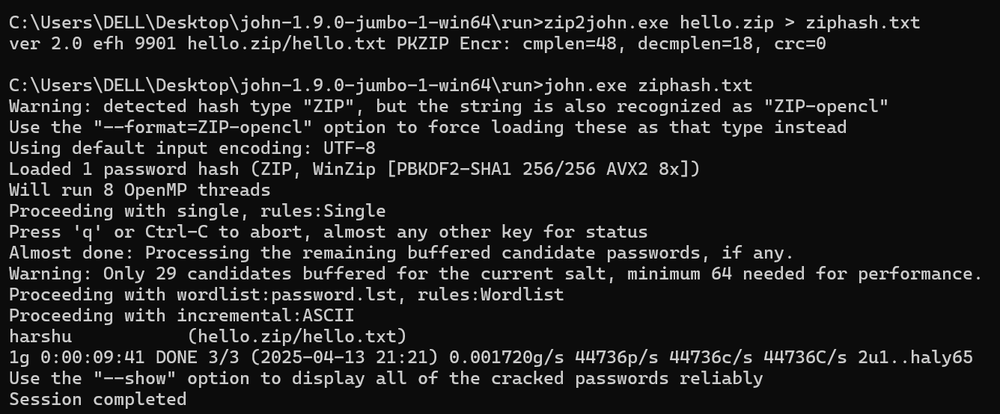 C:\Users\DELL\Desktop\john-1.9.0-jumbo-1-win64\run>zip2john.exe hello.zip > ziphash.txt
ver 2.0 efh 9901 hello.zip/hello.txt PKZIP Encr: cmplen=48, decmplen=18, crc=0
C:\Users\DELL\Desktop\john-1.9.0-jumbo-1-win64\run>john.exe ziphash.txt
Warning: detected hash type "ZIP", but the string is also recognized as "ZIP-opencl"
Use the "--format=ZIP-opencl" option to force loading these as that type instead
Using default input encoding: UTF-8
Loaded 1 password hash (ZIP, WinZip [PBKDF2-SHA1 256/256 AVX2 8x])
Will run 8 OpenMP threads
Proceeding with single, rules:Single
Press 'q' or Ctrl-C to abort, almost any other key for status
Almost done: Processing the remaining buffered candidate passwords, if any.
Warning: Only 29 candidates buffered for the current salt, minimum 64 needed for performance.
Proceeding with wordlist:password.lst, rules:Wordlist
Proceeding with incremental:ASCII
harshu           (hello.zip/hello.txt)
1g 0:00:09:41 DONE 3/3 (2025-04-13 21:21) 0.001720g/s 44736p/s 44736c/s 44736C/s 2u1..haly65
Use the "--show" option to display all of the cracked passwords reliably
Session completed